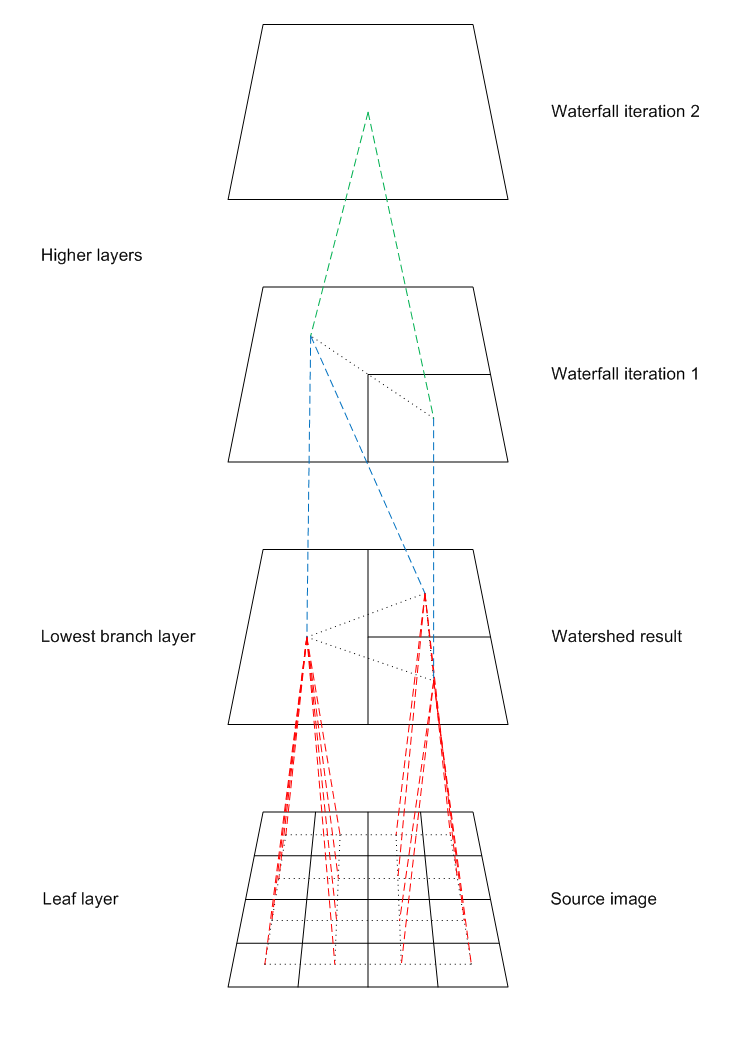 Waterfall iteration 2
Higher layers
Waterfall iteration 1
Lowest branch layer
Watershed result
Leaf layer
Source image